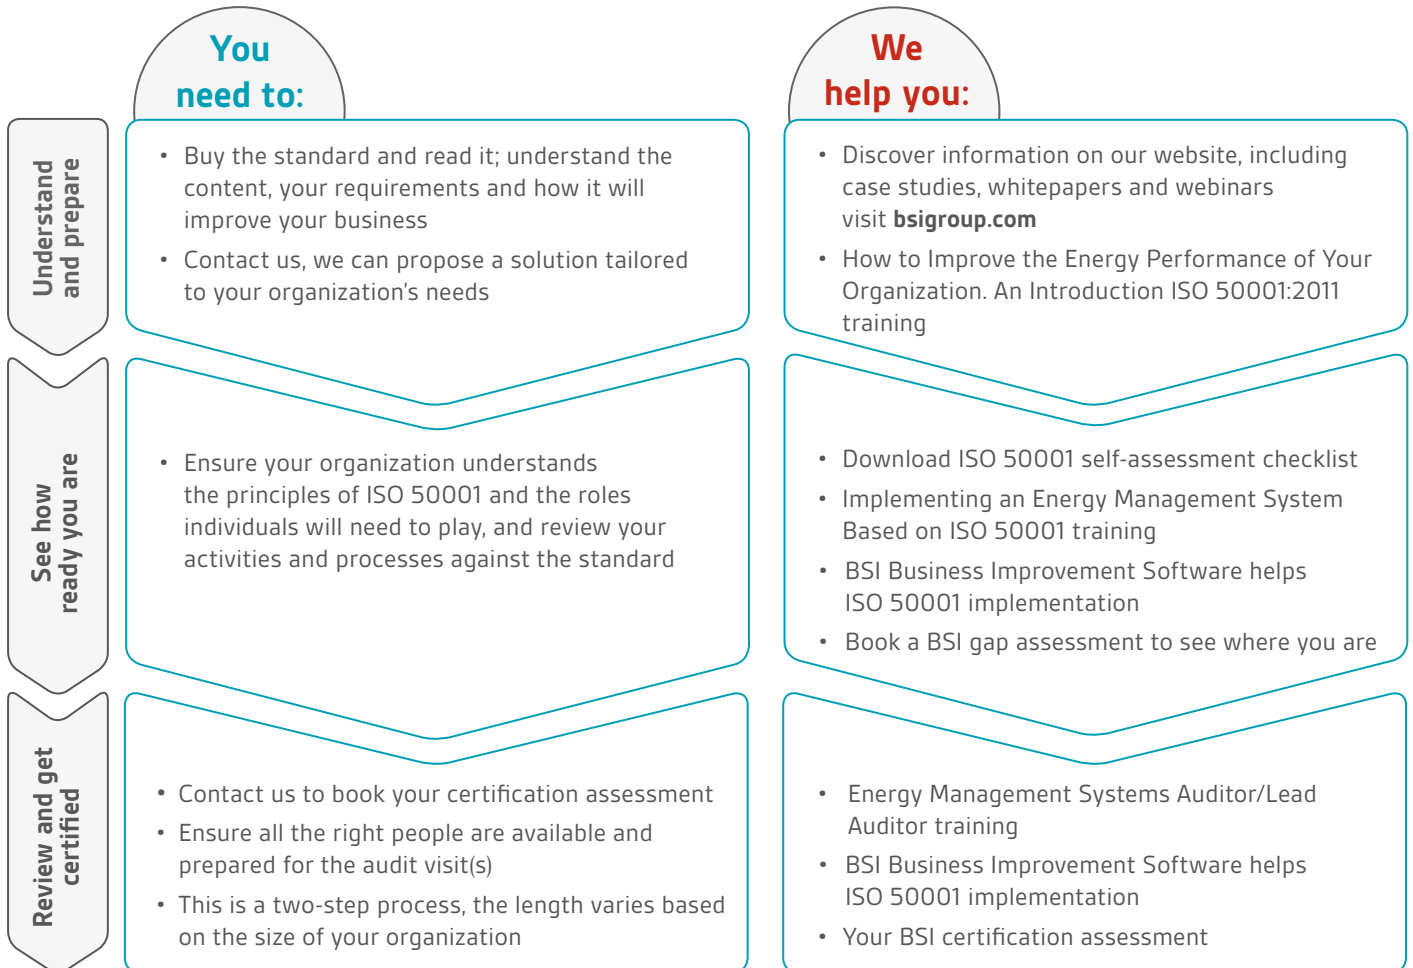 You
need to:
We
help you:
Understand
and prepare
• Buy the standard and read it; understand the
content, your requirements and how it will
improve your business
• Contact us, we can propose a solution tailored
to your organization's needs
• Discover information on our website, including
case studies, whitepapers and webinars
visit bsigroup.com
• How to Improve the Energy Performance of Your
Organization. An Introduction ISO 50001:2011
training
See how
ready you are
• Ensure your organization understands
the principles of ISO 50001 and the roles
individuals will need to play, and review your
activities and processes against the standard
• Download ISO 50001 self-assessment checklist
• Implementing an Energy Management System
Based on ISO 50001 training
• BSI Business Improvement Software helps
ISO 50001 implementation
• Book a BSI gap assessment to see where you are
Review and get
certified
• Contact us to book your certification assessment
• Ensure all the right people are available and
prepared for the audit visit(s)
• This is a two-step process, the length varies based
on the size of your organization
• Energy Management Systems Auditor/Lead
Auditor training
• BSI Business Improvement Software helps
ISO 50001 implementation
• Your BSI certification assessment